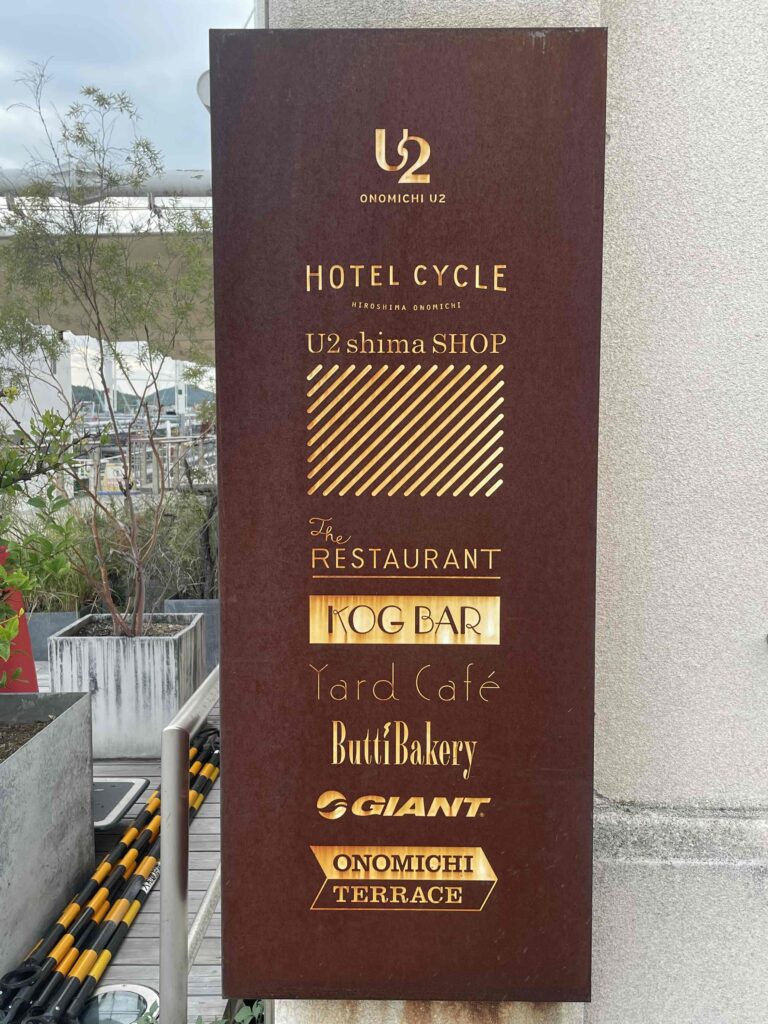 U2
ONOMICHI U2
HOTEL CYCLE
HIROSHIMA ONOMICHI
U2 shima SHOP
The
RESTAURANT
KOG BAR
Yard Café
Butti Bakery
GIANT
ONOMICHI
TERRACE